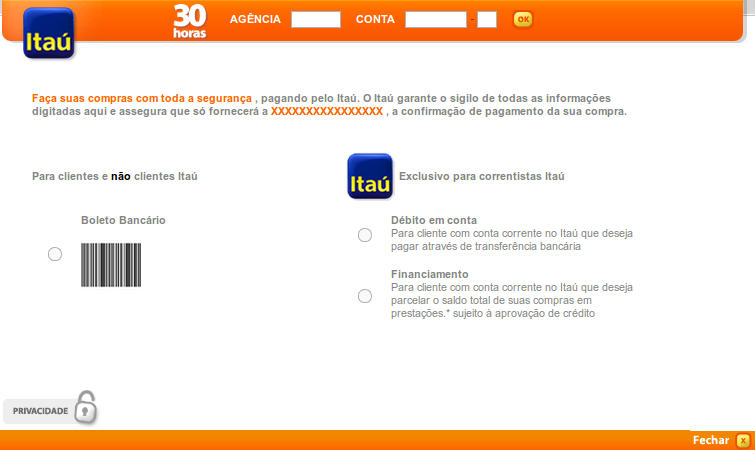 Itaú
30
horas
AGÊNCIA
CONTA
-
OK
Faça suas compras com toda a segurança , pagando pelo Itaú. O Itaú garante o sigilo de todas as informações
digitadas aqui e assegura que só fornecerá a XXXXXXXXXXXXXXXX , a confirmação de pagamento da sua compra.
Para clientes e não clientes Itaú
Boleto Bancário
Itaú
Exclusivo para correntistas Itaú
Débito em conta
Para cliente com conta corrente no Itaú que deseja
pagar através de transferência bancária
Financiamento
Para cliente com conta corrente no Itaú que deseja
parcelar o saldo total de suas compras em
prestações.* sujeito à aprovação de crédito
PRIVACIDADE
Fechar x